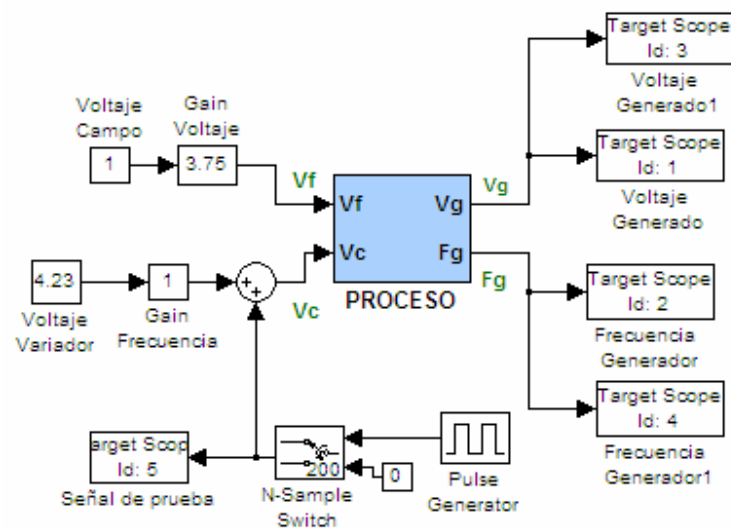 Target Scope
Id: 3
Voltaje
Generado1
Voltaje
Campo
1
Gain
Voltaje
3.75
Vf
Vf
Vc
Vg
Fg
PROCESO
Vg
Fg
Target Scope
Id: 1
Voltaje
Generado
4.23
Voltaje
Variador
1
Gain
Frecuencia
+
+
Vc
Target Scope
Id: 2
Frecuencia
Generador
Target Scope
Id: 4
Frecuencia
Generador1
arget Scop
Id: 5
Señal de prueba
200
N-Sample
Switch
0
Pulse
Generator